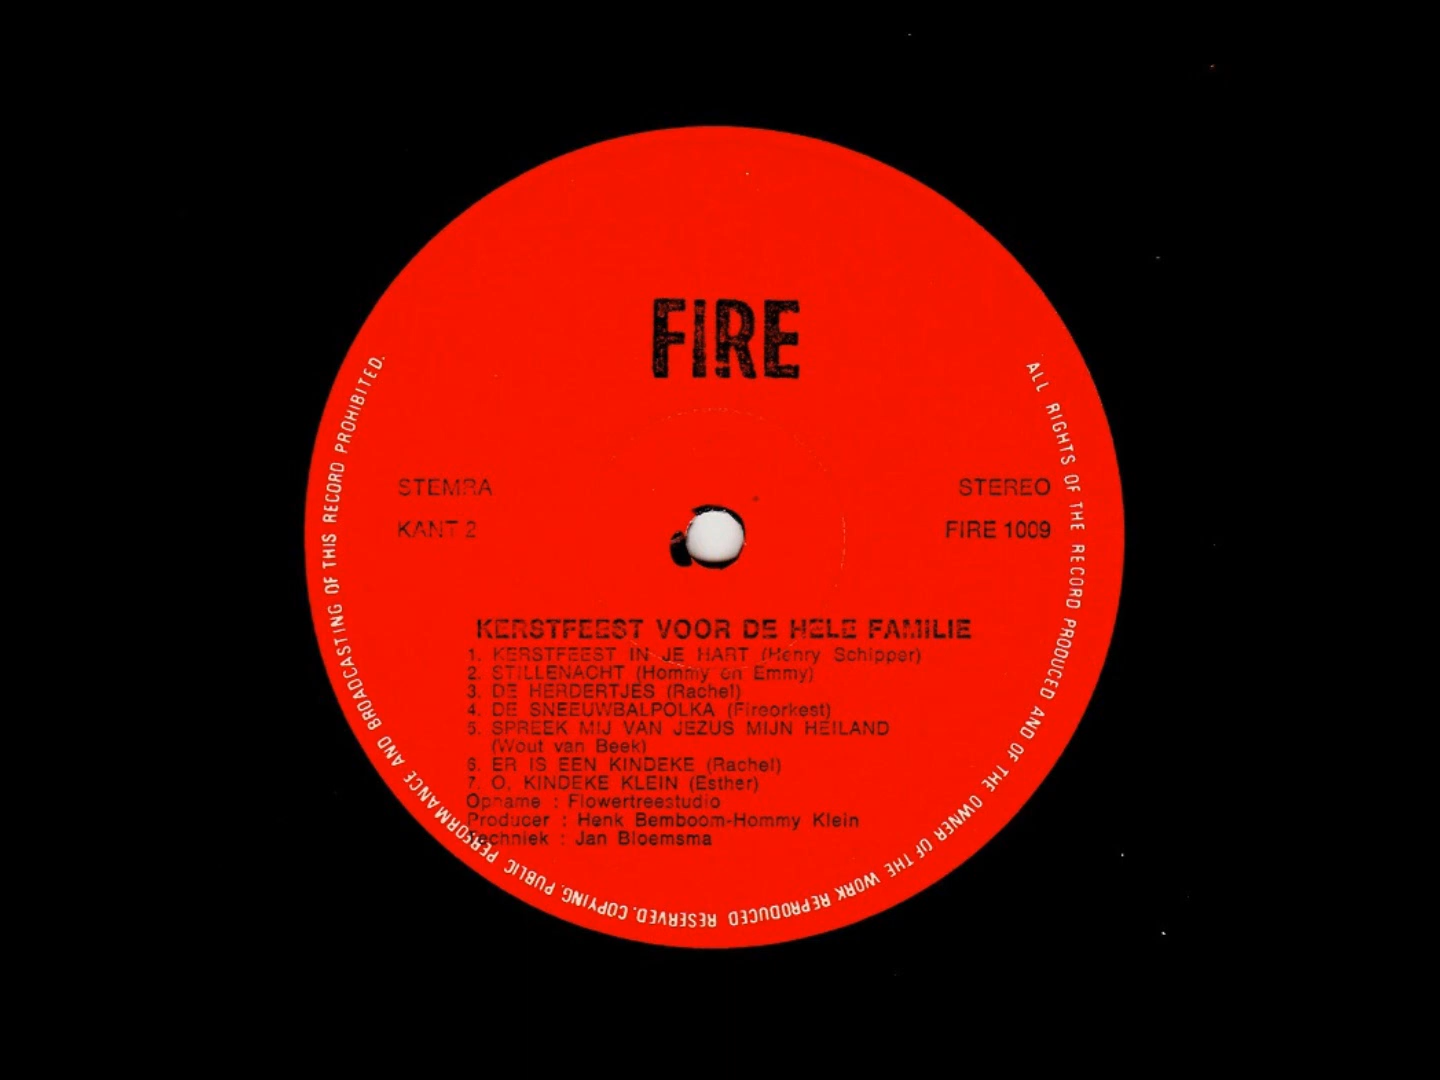 FIRE
STEMRA
STEREO
KANT 2
FIRE 1009
KERSTFEEST VOOR DE HELE FAMILIE
1. KERSTFEEST IN JE HART (Henry Schipper)
2. STILLENACHT (Hommy en Emmy)
3. DE HERDERTJES (Rachel)
4. DE SNEEUWBALPOLKA (Fireorkest)
5. SPREEK MIJ VAN JEZUS MIJN HEILAND
(Wout van Beek)
6. ER IS EEN KINDEKE (Rachel)
7. O, KINDEKE KLEIN (Esther)
Opname : Flowertreestudio
Producer : Henk Bemboom-Hommy Klein
Techniek : Jan Bloemsma
ALL RIGHTS OF THE RECORD PRODUCED AND OF THE OWNER OF THE WORK REPRODUCED RESERVED. COPYING, PUBLIC PERFORMANCE AND BROADCASTING OF THIS RECORD PROHIBITED.